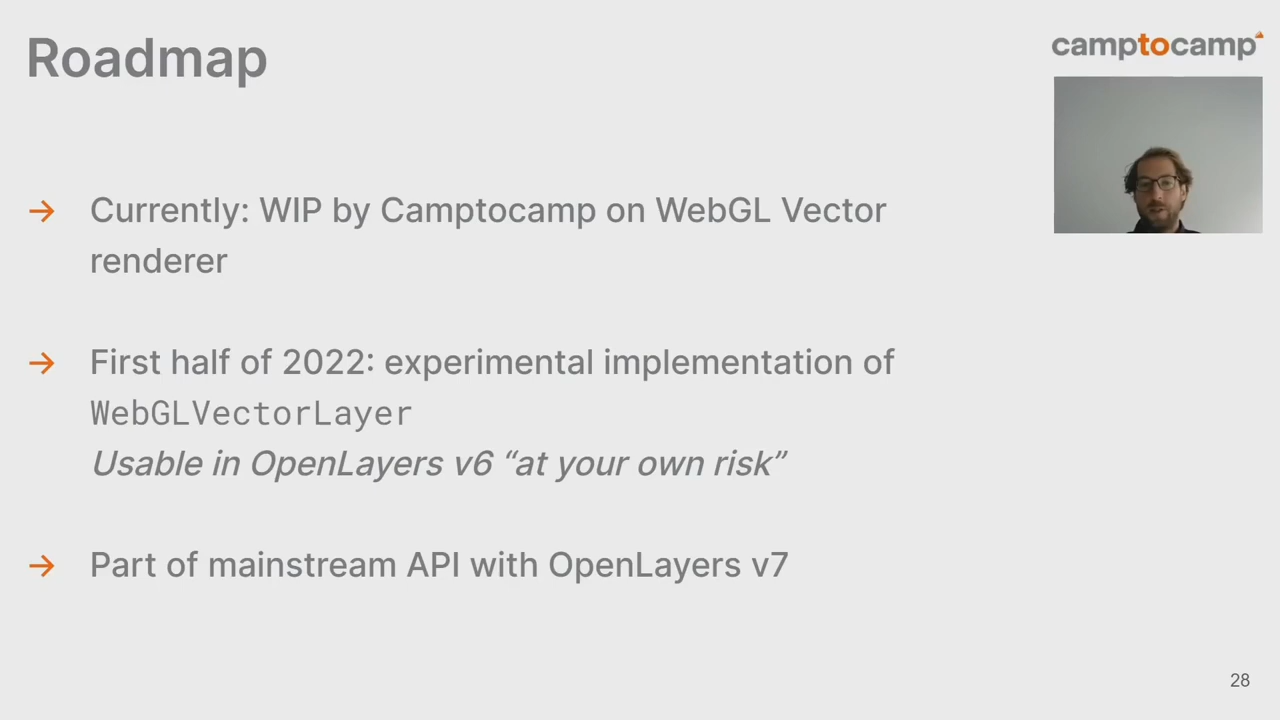 Roadmap
camptocamp
→ Currently: WIP by Camptocamp on WebGL Vector
renderer
→ First half of 2022: experimental implementation of
WebGLVectorLayer
Usable in OpenLayers v6 “at your own risk”
→ Part of mainstream API with OpenLayers v7
28